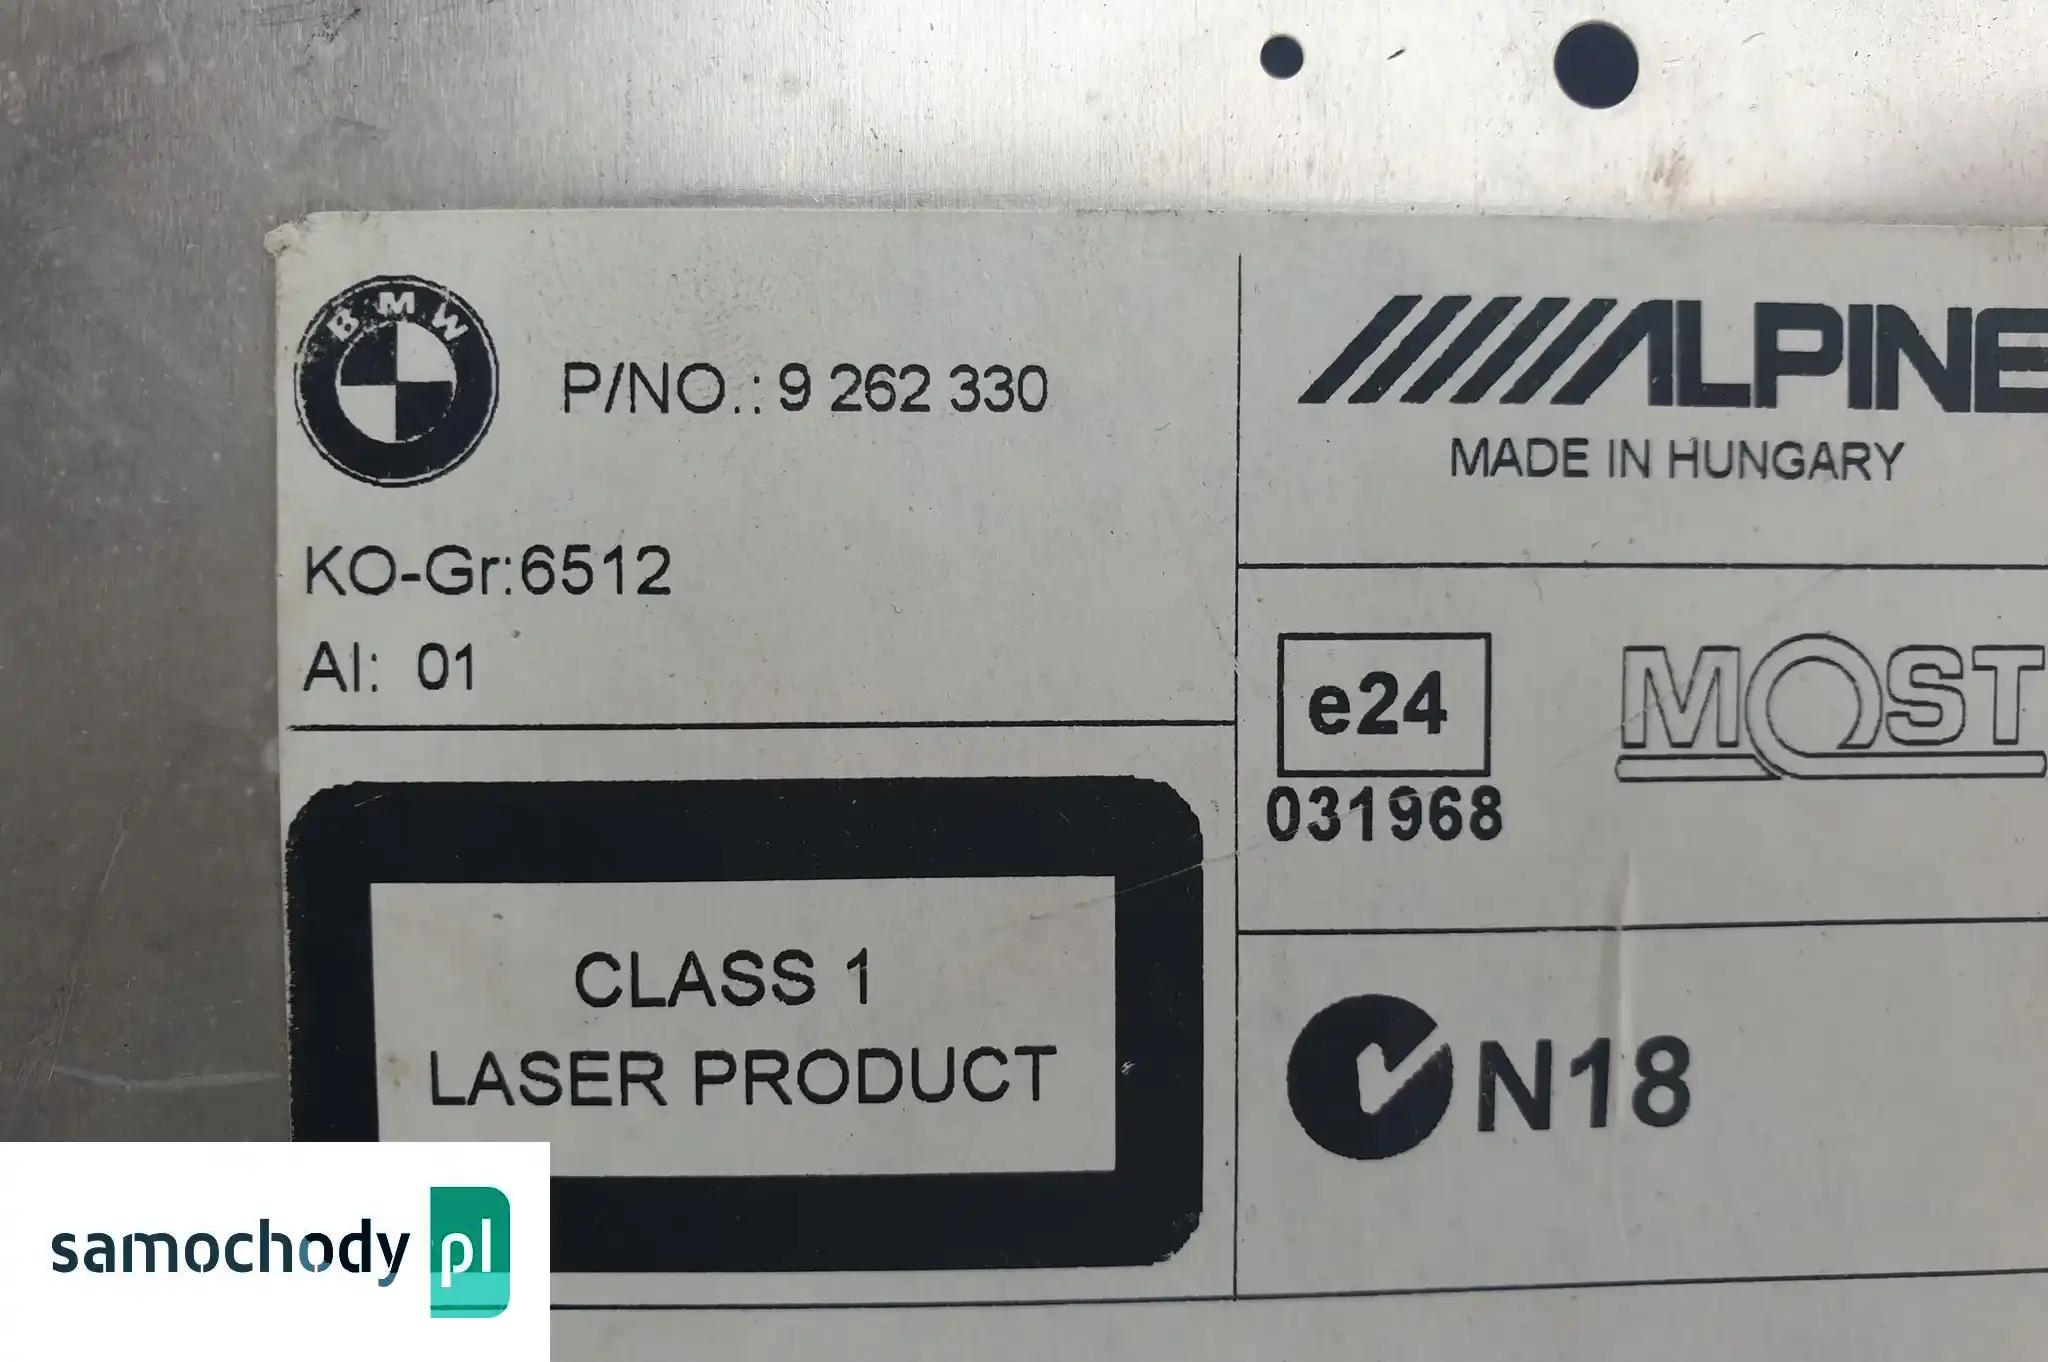 BMW
P/NO.: 9 262 330
KO-Gr:6512
AI: 01
CLASS 1
LASER PRODUCT
ALPINE
MADE IN HUNGARY
e24
031968
MOST
N18
samochody pl